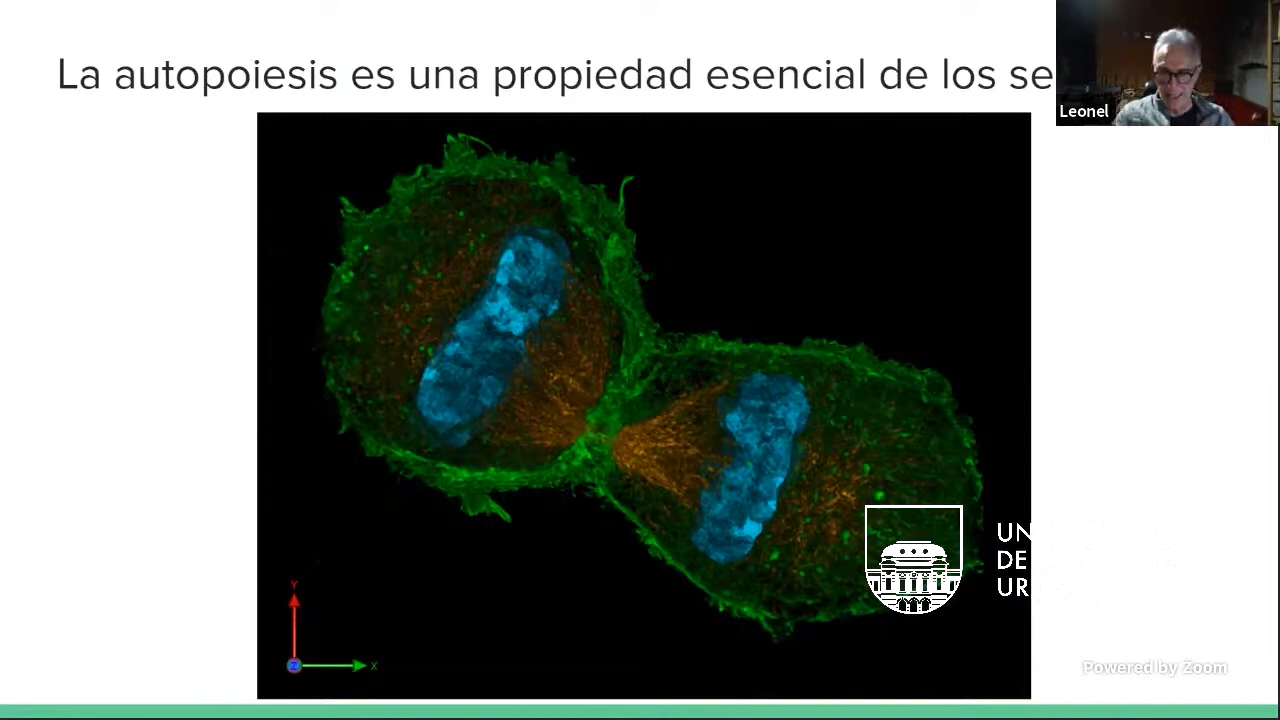 La autopoiesis es una propiedad esencial de los se
Leonel
UN
DE
UR
Y
Z
X
Powered by Zoom